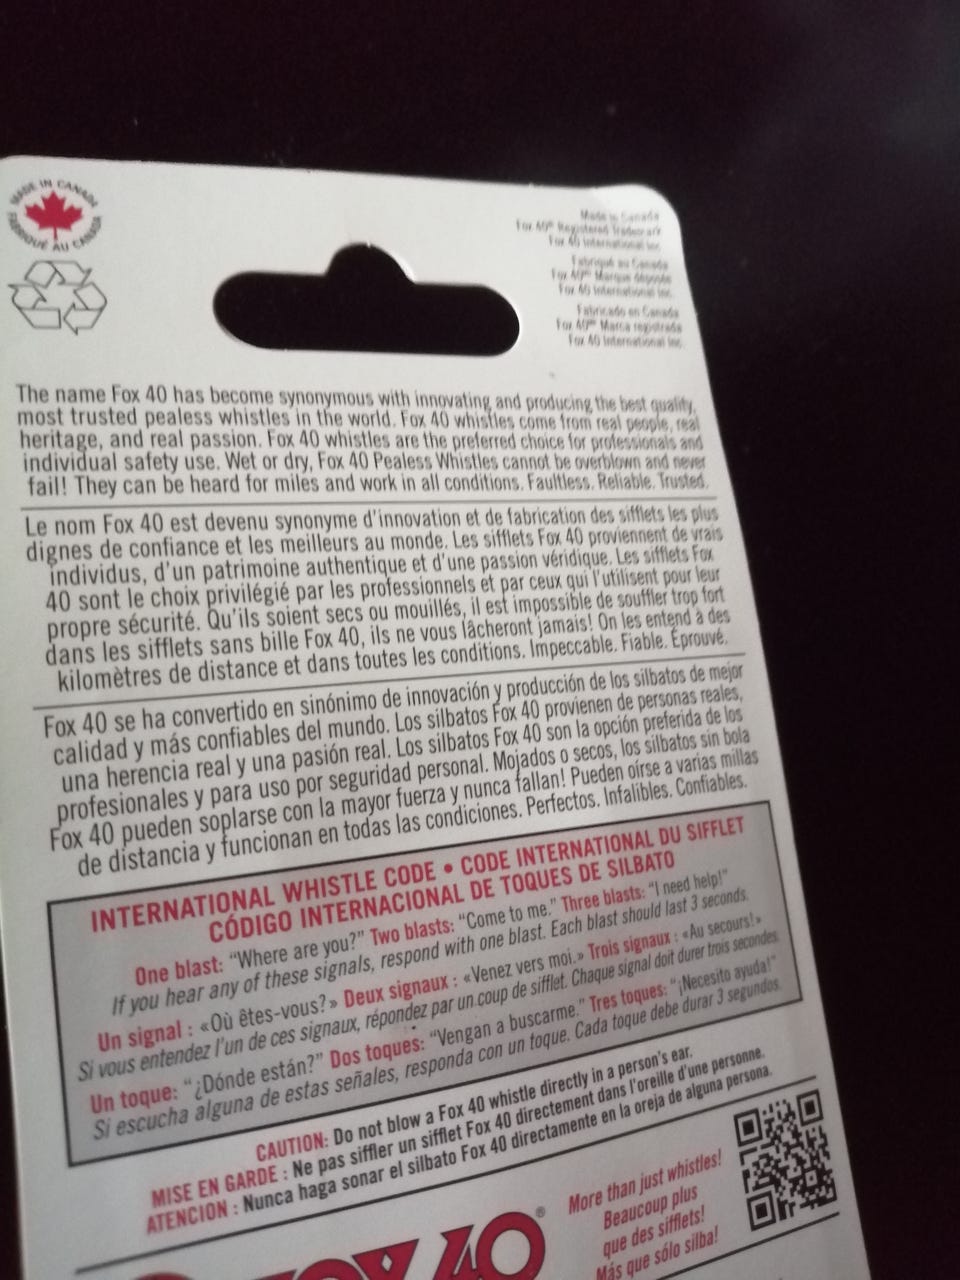 MADE IN CANADA
FABRIQUÉ AU CANADA
Made in Canada
Fox 40® Registered Trademark
Fox 40 International Inc.
Fabriqué au Canada
Fox 40ᴹᴰ Marque déposée
Fox 40 International Inc.
Fabricado en Canada
Fox 40ᴹᴿ Marca registrada
Fox 40 International Inc.
The name Fox 40 has become synonymous with innovating and producing the best quality,
most trusted pealess whistles in the world. Fox 40 whistles come from real people, real
heritage, and real passion. Fox 40 whistles are the preferred choice for professionals and
individual safety use. Wet or dry, Fox 40 Pealess Whistles cannot be overblown and never
fail! They can be heard for miles and work in all conditions. Faultless. Reliable. Trusted.
Le nom Fox 40 est devenu synonyme d'innovation et de fabrication des sifflets les plus
dignes de confiance et les meilleurs au monde. Les sifflets Fox 40 proviennent de vrais
individus, d'un patrimoine authentique et d'une passion véridique. Les sifflets Fox
40 sont le choix privilégié par les professionnels et par ceux qui l'utilisent pour leur
propre sécurité. Qu'ils soient secs ou mouillés, il est impossible de souffler trop fort
dans les sifflets sans bille Fox 40, ils ne vous lâcheront jamais! On les entend à des
kilomètres de distance et dans toutes les conditions. Impeccable. Fiable. Éprouvé.
Fox 40 se ha convertido en sinónimo de innovación y producción de los silbatos de mejor
calidad y más confiables del mundo. Los silbatos Fox 40 provienen de personas reales,
una herencia real y una pasión real. Los silbatos Fox 40 son la opción preferida de los
profesionales y para uso por seguridad personal. Mojados o secos, los silbatos sin bola
Fox 40 pueden soplarse con la mayor fuerza y nunca fallan! Pueden oírse a varias millas
de distancia y funcionan en todas las condiciones. Perfectos. Infalibles. Confiables.
INTERNATIONAL WHISTLE CODE • CODE INTERNATIONAL DU SIFFLET
CÓDIGO INTERNACIONAL DE TOQUES DE SILBATO
One blast: "Where are you?" Two blasts: "Come to me." Three blasts: "I need help!"
If you hear any of these signals, respond with one blast. Each blast should last 3 seconds.
Un signal : «Où êtes-vous?» Deux signaux : «Venez vers moi.» Trois signaux : «Au secours!»
Si vous entendez l'un de ces signaux, répondez par un coup de sifflet. Chaque signal doit durer trois secondes.
Un toque: "¿Dónde están?" Dos toques: "Vengan a buscarme." Tres toques: "¡Necesito ayuda!"
Si escucha alguna de estas señales, responda con un toque. Cada toque debe durar 3 segundos.
CAUTION: Do not blow a Fox 40 whistle directly in a person's ear.
MISE EN GARDE : Ne pas siffler un sifflet Fox 40 directement dans l'oreille d'une personne.
ATENCION : Nunca haga sonar el silbato Fox 40 directamente en la oreja de alguna persona.
More than just whistles!
Beaucoup plus
que des sifflets!
Más que sólo silba!
FOX 40®